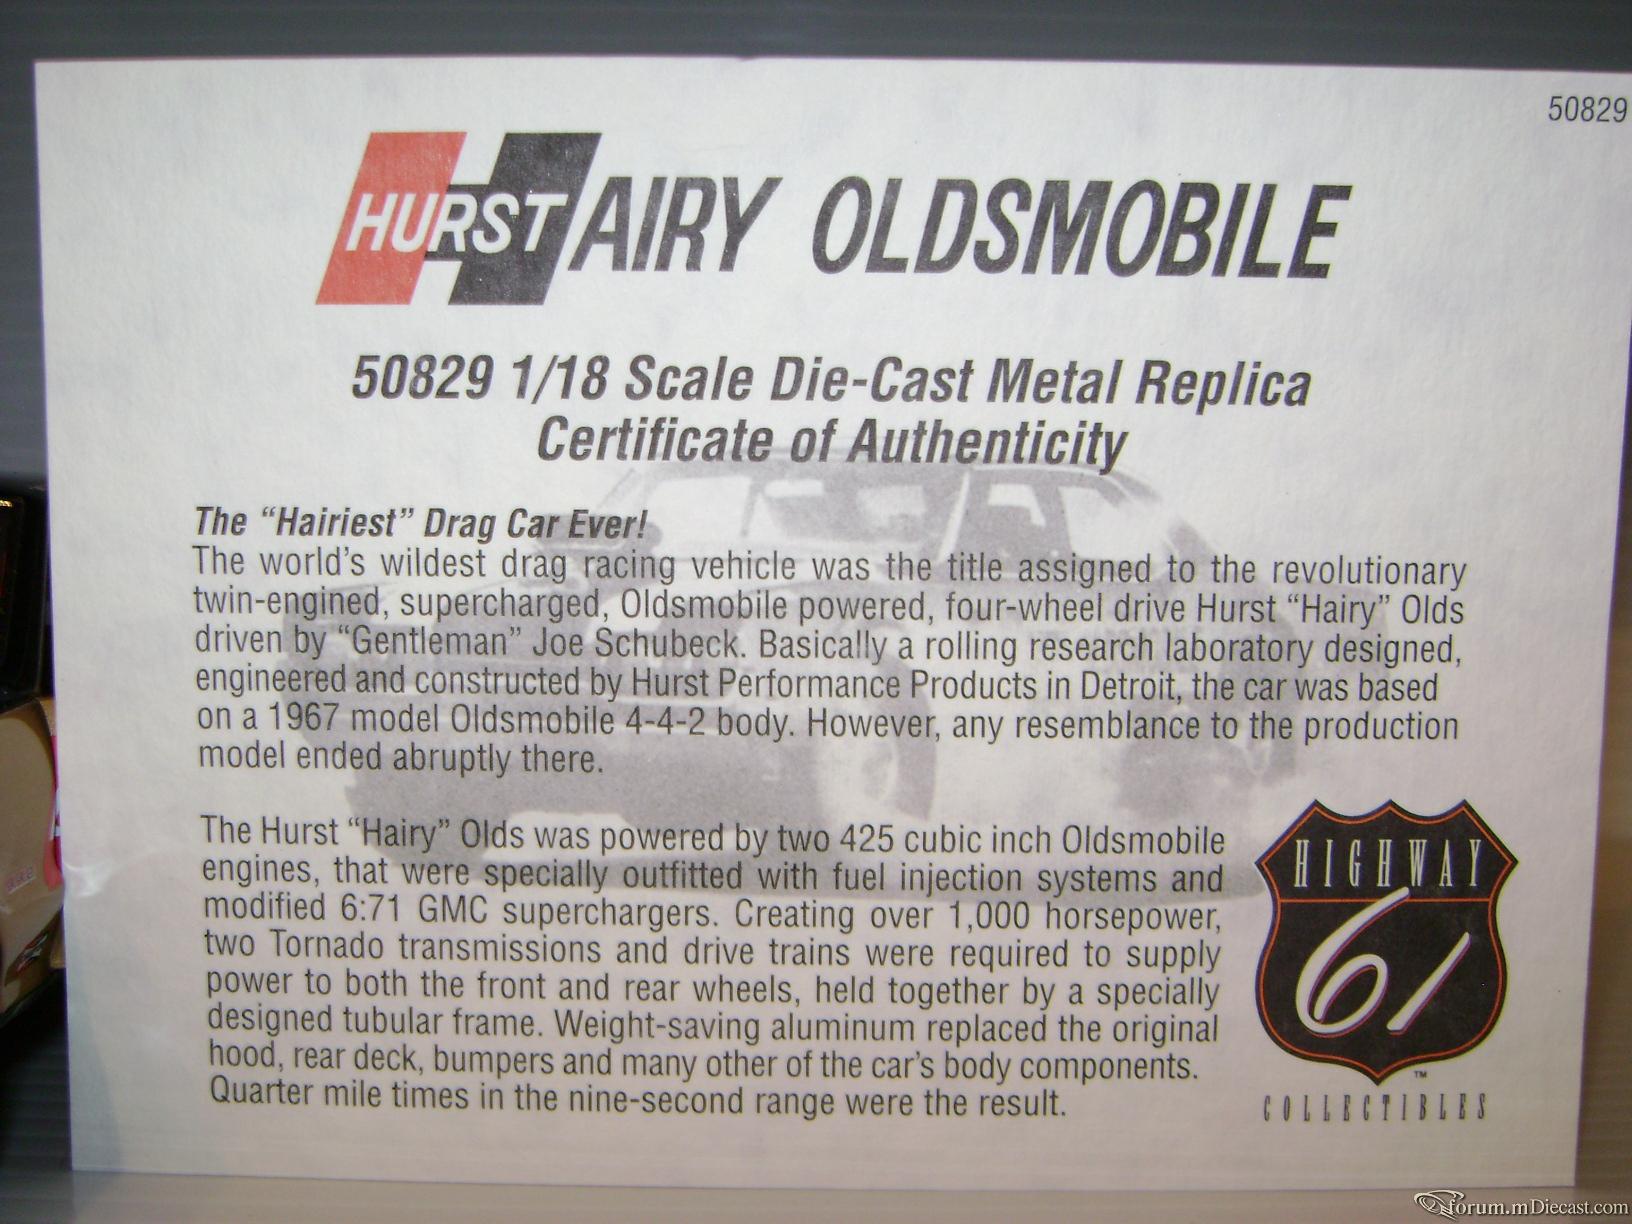 50829
HURST AIRY OLDSMOBILE
50829 1/18 Scale Die-Cast Metal Replica
Certificate of Authenticity
The “Hairiest” Drag Car Ever!
The world’s wildest drag racing vehicle was the title assigned to the revolutionary
twin-engined, supercharged, Oldsmobile powered, four-wheel drive Hurst “Hairy” Olds
driven by “Gentleman” Joe Schubeck. Basically a rolling research laboratory designed,
engineered and constructed by Hurst Performance Products in Detroit, the car was based
on a 1967 model Oldsmobile 4-4-2 body. However, any resemblance to the production
model ended abruptly there.
The Hurst “Hairy” Olds was powered by two 425 cubic inch Oldsmobile
engines, that were specially outfitted with fuel injection systems and
modified 6:71 GMC superchargers. Creating over 1,000 horsepower,
two Tornado transmissions and drive trains were required to supply
power to both the front and rear wheels, held together by a specially
designed tubular frame. Weight-saving aluminum replaced the original
hood, rear deck, bumpers and many other of the car’s body components.
Quarter mile times in the nine-second range were the result.
HIGHWAY
61
™
COLLECTIBLES
forum.mDiecast.com